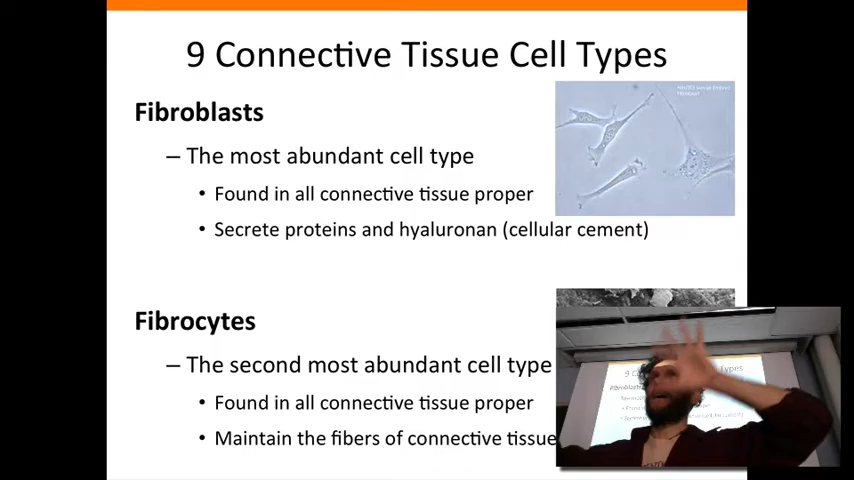 9 Connective Tissue Cell Types
Fibroblasts
– The most abundant cell type
• Found in all connective tissue proper
• Secrete proteins and hyaluronan (cellular cement)
Fibrocytes
– The second most abundant cell type
• Found in all connective tissue proper
• Maintain the fibers of connective tissue